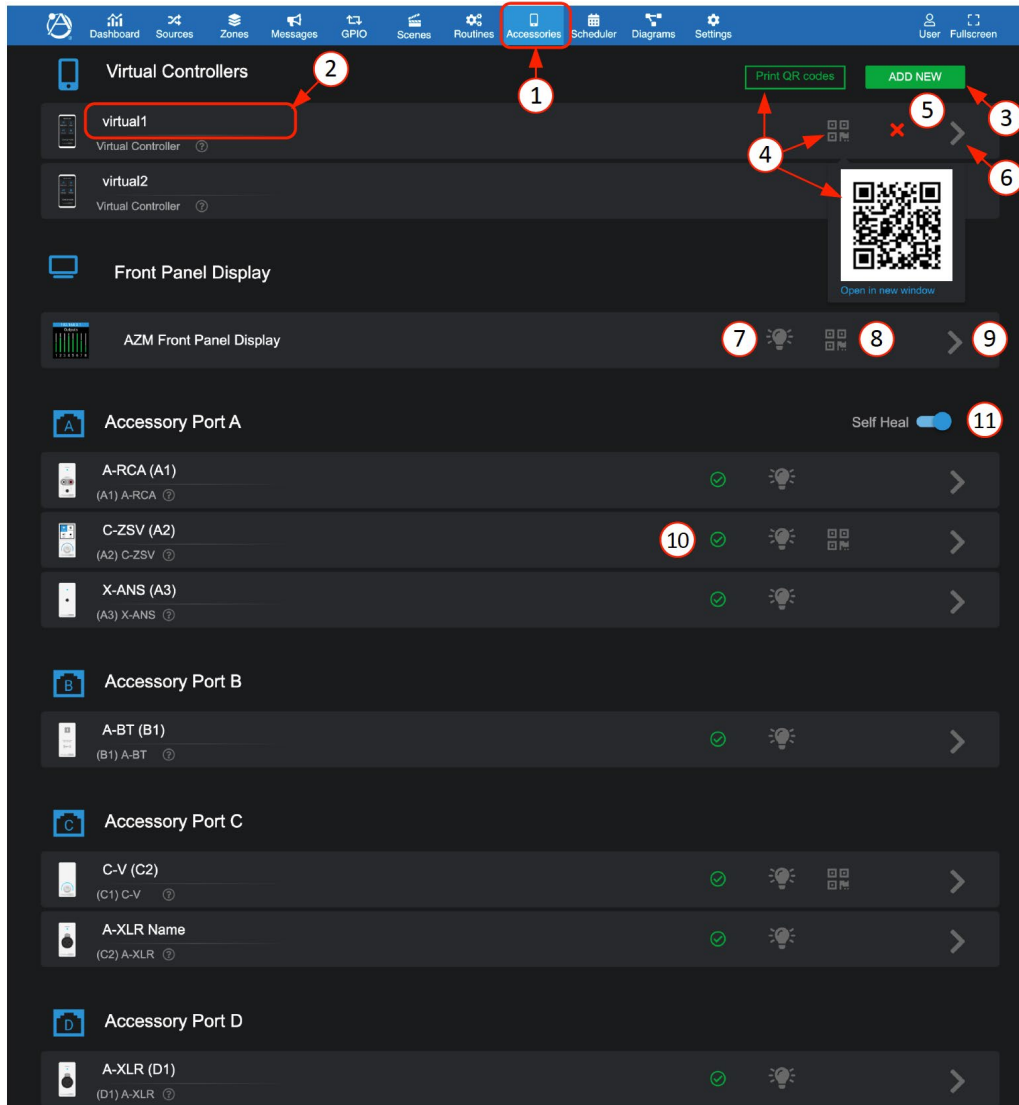 Dashboard Sources Zones Messages GPIO Scenes Routines Accessories Scheduler Diagrams Settings User Fullscreen
Virtual Controllers
2
1
Print QR codes
ADD NEW
3
virtual1
Virtual Controller ?
4
5
6
virtual2
Virtual Controller ?
Open in new window
Front Panel Display
AZM Front Panel Display
7
8
9
A
Accessory Port A
Self Heal
11
A-RCA (A1)
(A1) A-RCA ?
C-ZSV (A2)
(A2) C-ZSV ?
10
X-ANS (A3)
(A3) X-ANS ?
B
Accessory Port B
A-BT (B1)
(B1) A-BT ?
C
Accessory Port C
C-V (C2)
(C1) C-V ?
A-XLR Name
(C2) A-XLR ?
D
Accessory Port D
A-XLR (D1)
(D1) A-XLR ?